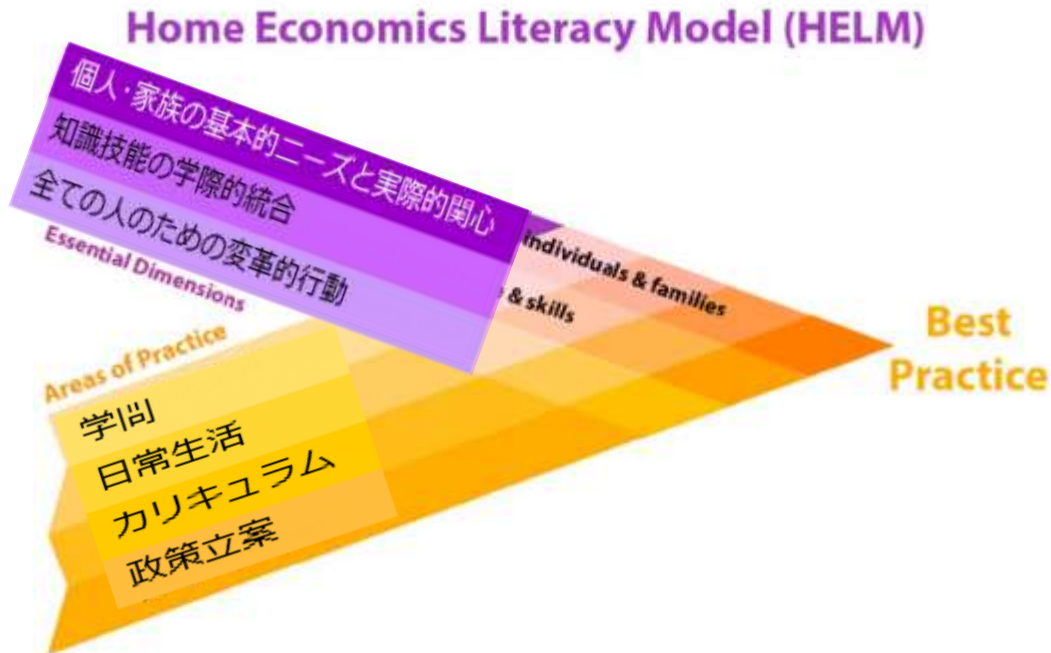 Home Economics Literacy Model (HELM)
個人・家族の基本的ニーズと実際的関心
知識技能の学際的統合
全ての人のための変革的行動
individuals & families
& skills
Essential Dimensions
Areas of Practice
学問
日常生活
カリキュラム
政策立案
Best
Practice